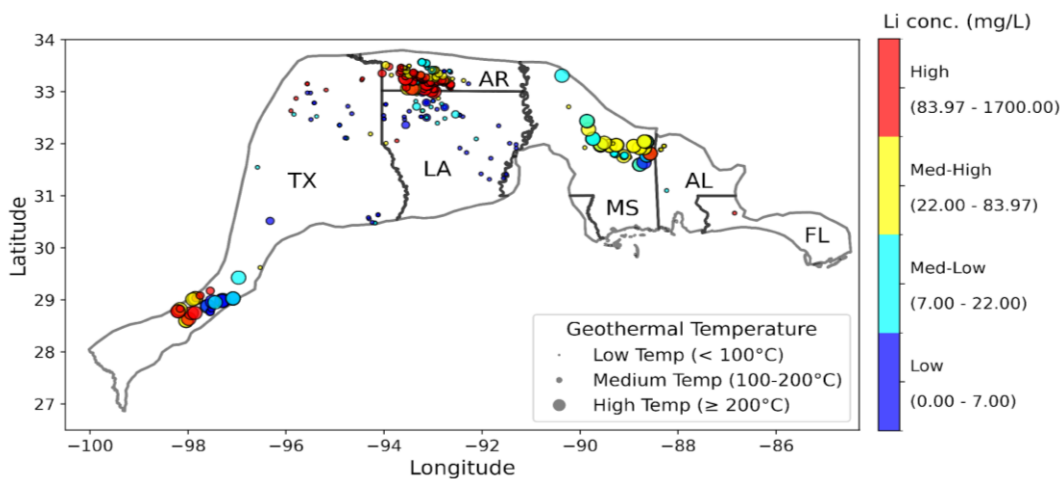 Li conc. (mg/L)
High
(83.97 - 1700.00)
Med-High
(22.00 - 83.97)
Med-Low
(7.00 - 22.00)
Low
(0.00 - 7.00)
34
33
32
31
30
29
28
27
Latitude
AR
TX
LA
MS
AL
FL
Geothermal Temperature
Low Temp (< 100°C)
Medium Temp (100-200°C)
High Temp (≥ 200°C)
−100
−98
−96
−94
−92
−90
−88
−86
Longitude